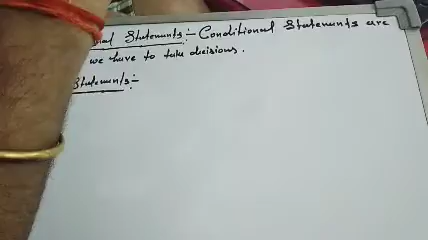 Statements:- Conditional Statements are
we have to take decisions.
Statements:-